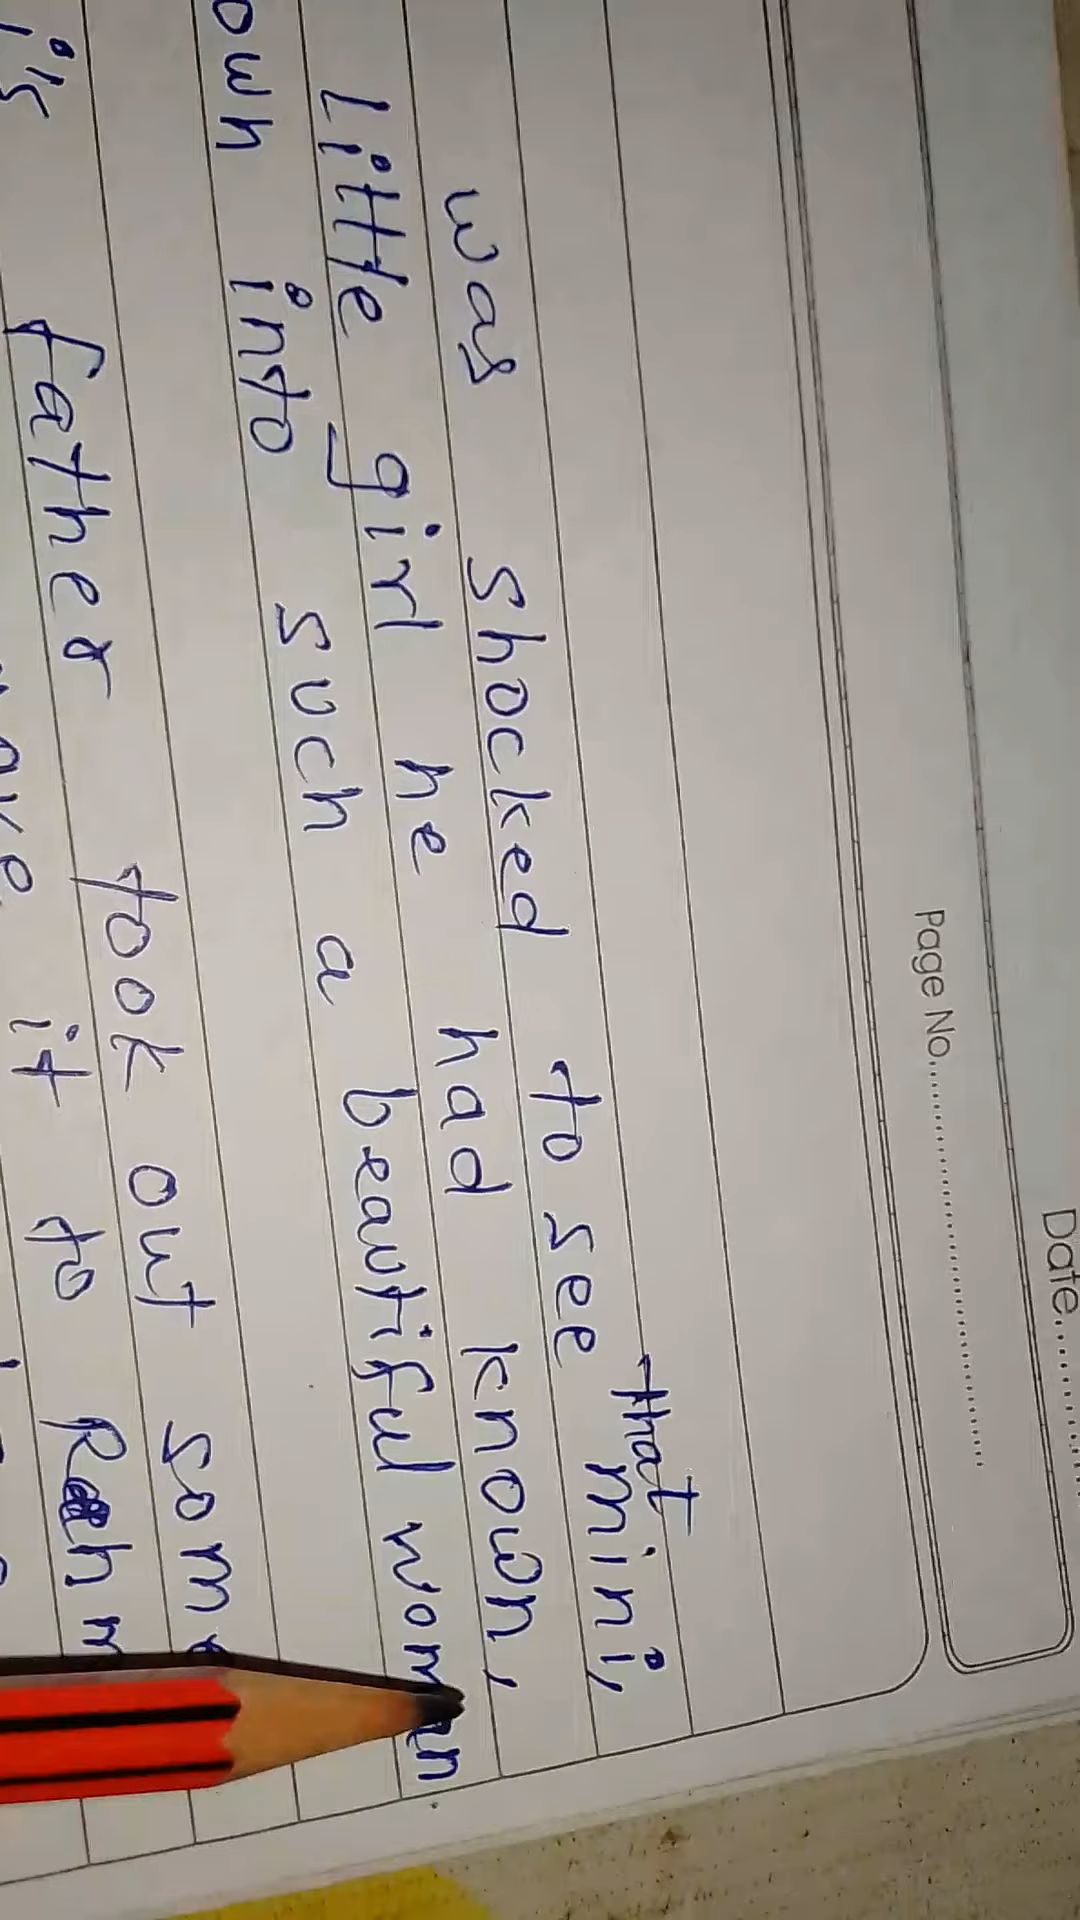 Date
Page No.
was shocked to see that mini,
little girl he had known,
own into such a beautiful woman
i's father took out some
it to Rahm